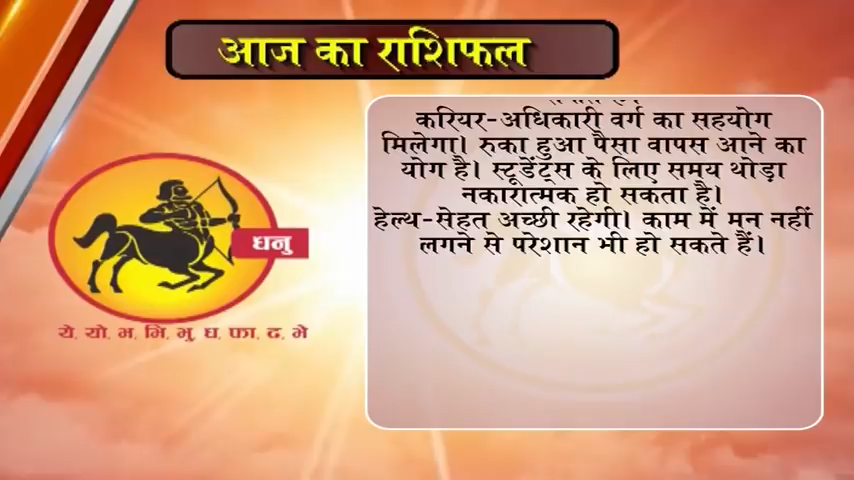 आज का राशिफल
करियर-अधिकारी वर्ग का सहयोग
मिलेगा। रुका हुआ पैसा वापस आने का
योग है। स्टूडेंट्स के लिए समय थोड़ा
नकारात्मक हो सकता है।
हेल्थ-सेहत अच्छी रहेगी। काम में मन नहीं
लगने से परेशान भी हो सकते हैं।
धनु
ये, यो, भ, भि, भु, ध, फा, ढ, भे